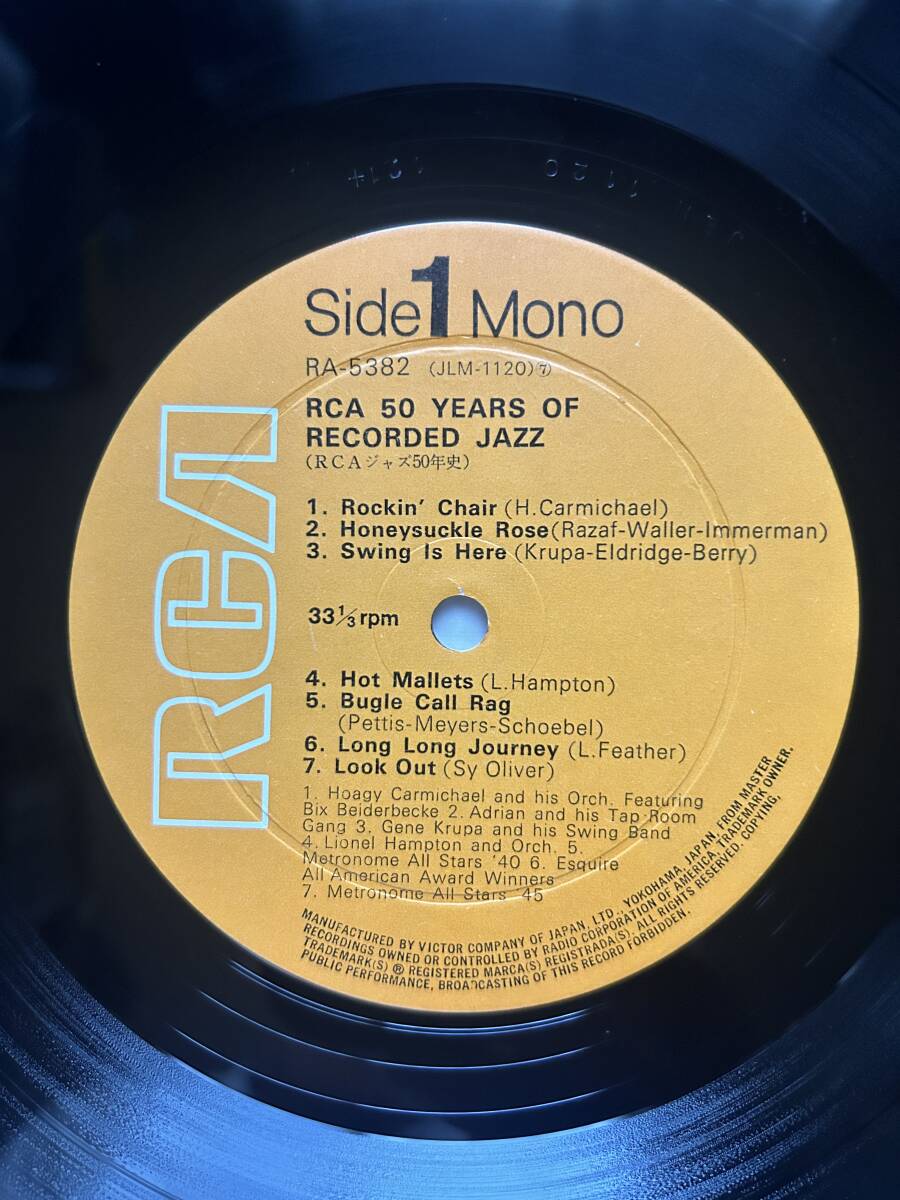 1120 121+
Side 1 Mono
RA-5382 (JLM-1120)⑦
RCA 50 YEARS OF
RECORDED JAZZ
(RCAジャズ50年史)
RCA
1. Rockin' Chair (H.Carmichael)
2. Honeysuckle Rose(Razaf-Waller-Immerman)
3. Swing Is Here (Krupa-Eldridge-Berry)
33⅓ rpm
4. Hot Mallets (L.Hampton)
5. Bugle Call Rag
(Pettis-Meyers-Schoebel)
6. Long Long Journey (L.Feather)
7. Look Out (Sy Oliver)
1. Hoagy Carmichael and his Orch. Featuring
Bix Beiderbecke 2. Adrian and his Tap Room
Gang 3. Gene Krupa and his Swing Band
4. Lionel Hampton and Orch. 5.
Metronome All Stars '40 6. Esquire
All American Award Winners
7. Metronome All Stars '45
MANUFACTURED BY VICTOR COMPANY OF JAPAN, LTD. YOKOHAMA, JAPAN, FROM MASTER
RECORDINGS OWNED OR CONTROLLED BY RADIO CORPORATION OF AMERICA, TRADEMARK OWNER.
TRADEMARK(S) ® REGISTERED MARCA(S) REGISTRADA(S). ALL RIGHTS RESERVED. COPYING,
PUBLIC PERFORMANCE, BROADCASTING OF THIS RECORD FORBIDDEN.